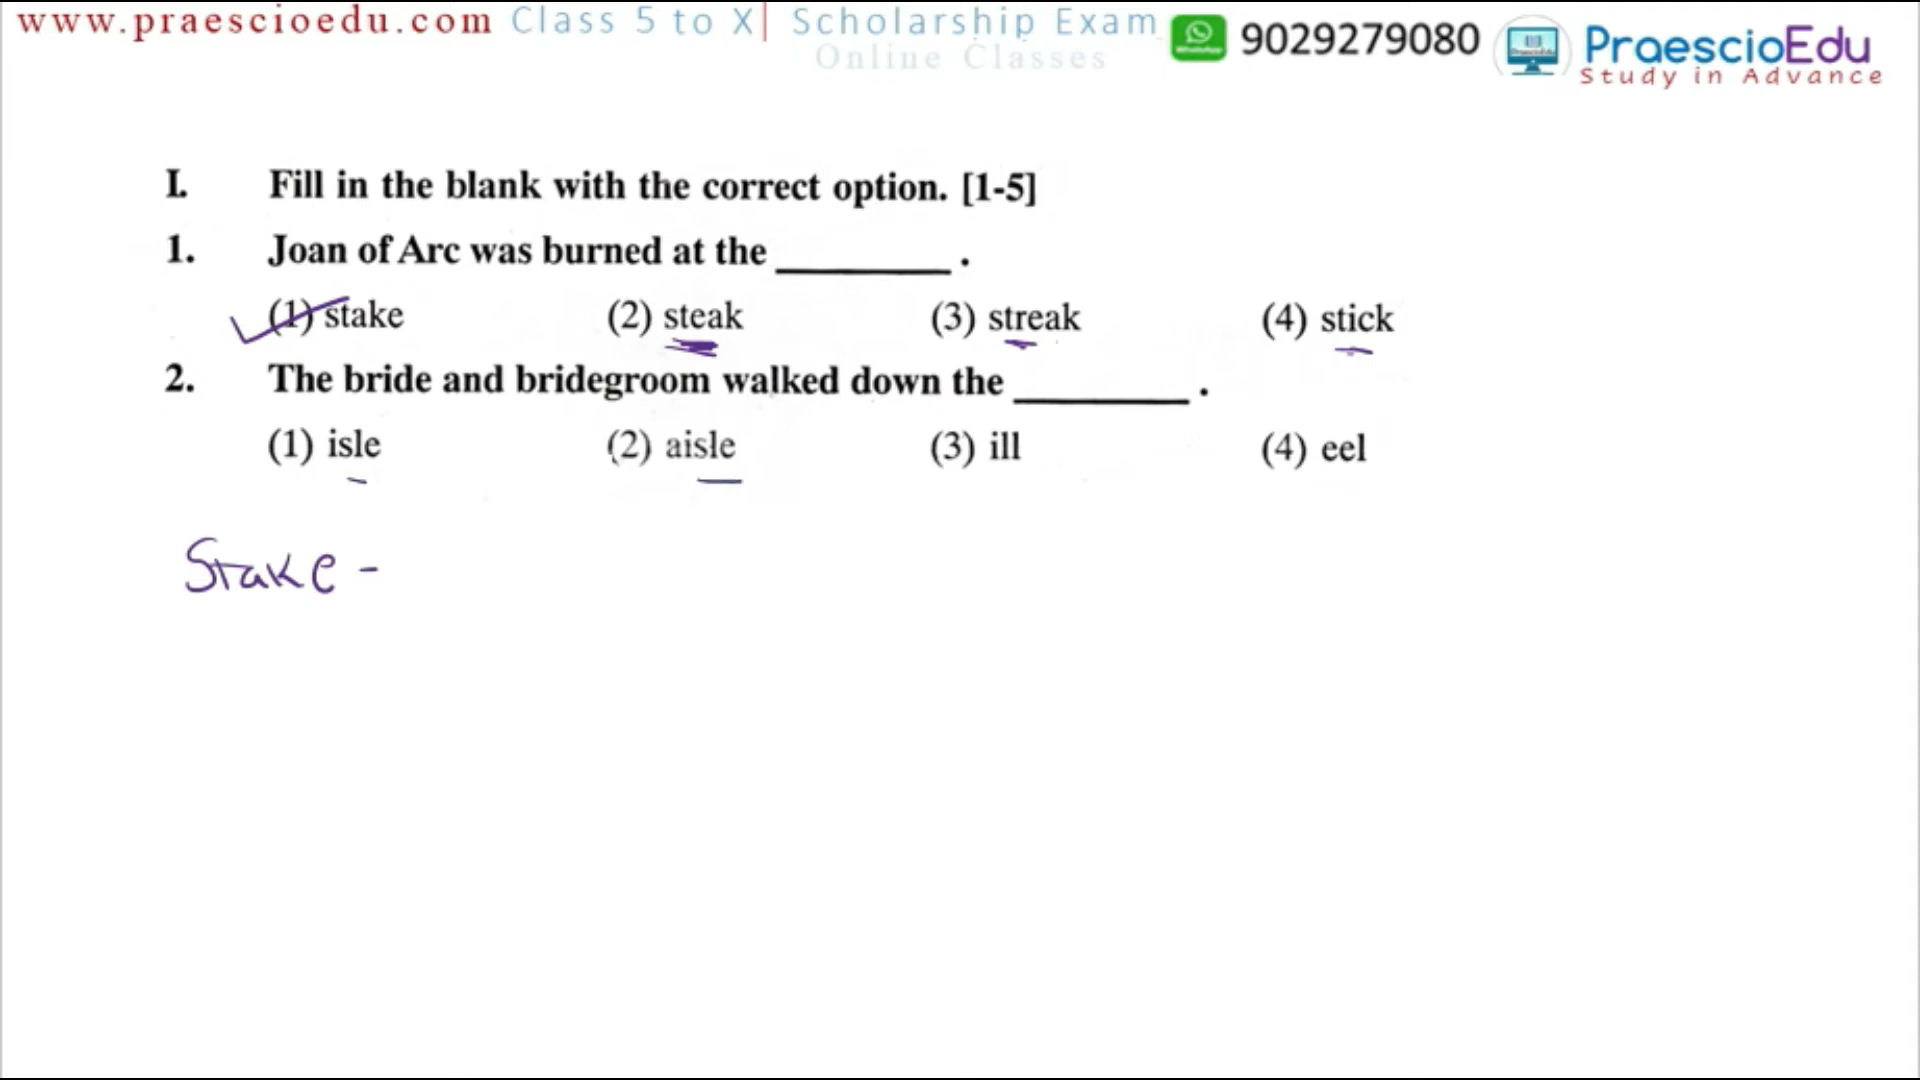 www.praescioedu.com Class 5 to X| Scholarship Exam
Online Classes
WhatsApp 9029279080
PraescioEdu
Study in Advance
I. Fill in the blank with the correct option. [1-5]
1. Joan of Arc was burned at the ________ .
(1) stake (2) steak (3) streak (4) stick
2. The bride and bridegroom walked down the ________ .
(1) isle (2) aisle (3) ill (4) eel
Stake -